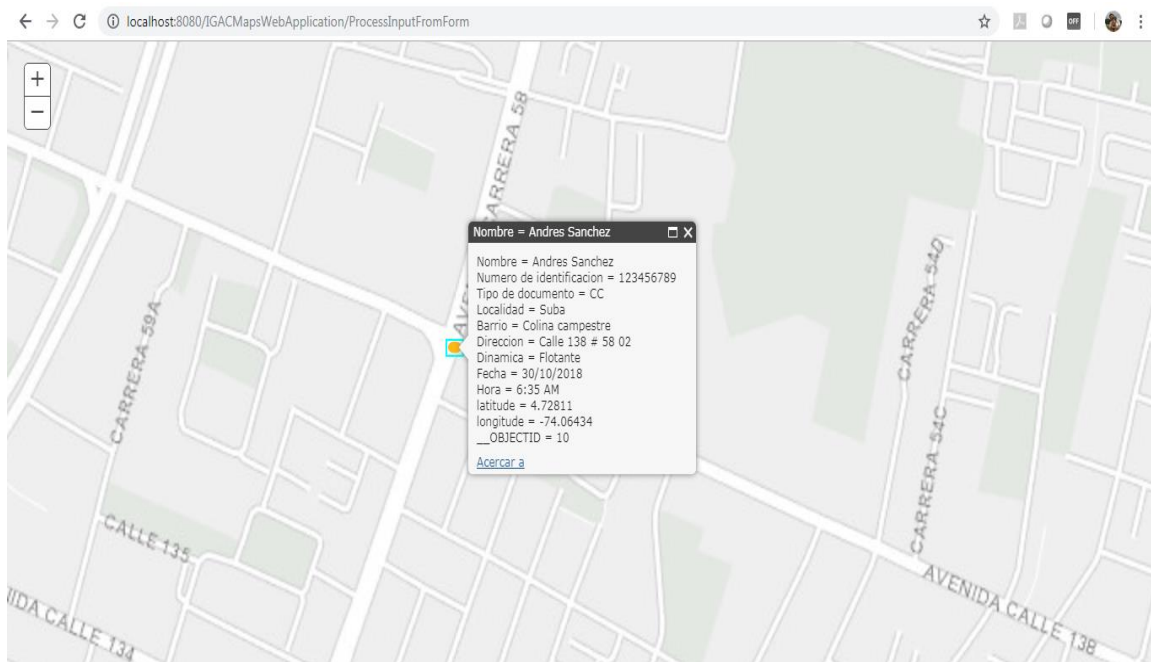 localhost:8080/IGACMapsWebApplication/ProcessInputFromForm
OFF
+
−
CARRERA 58
Nombre = Andres Sanchez
Nombre = Andres Sanchez
Numero de identificacion = 123456789
Tipo de documento = CC
Localidad = Suba
Barrio = Colina campestre
Direccion = Calle 138 # 58 02
Dinamica = Flotante
Fecha = 30/10/2018
Hora = 6:35 AM
latitude = 4.72811
longitude = -74.06434
__OBJECTID = 10
Acercar a
AVE
CARRERA 59A
CARRERA 54D
CARRERA 54C
CALLE 135
IDA CALLE 134
AVENIDA CALLE 138